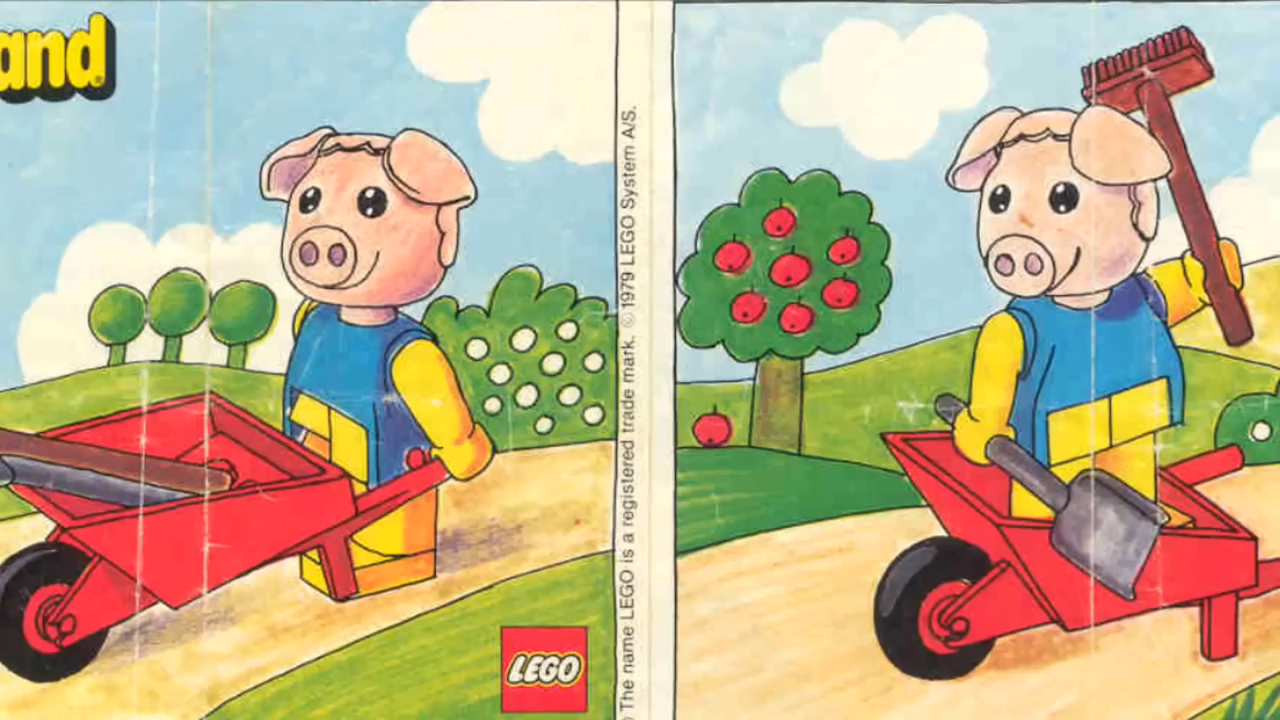 and
The name LEGO is a registered trade mark. © 1979 LEGO System A/S.
LEGO